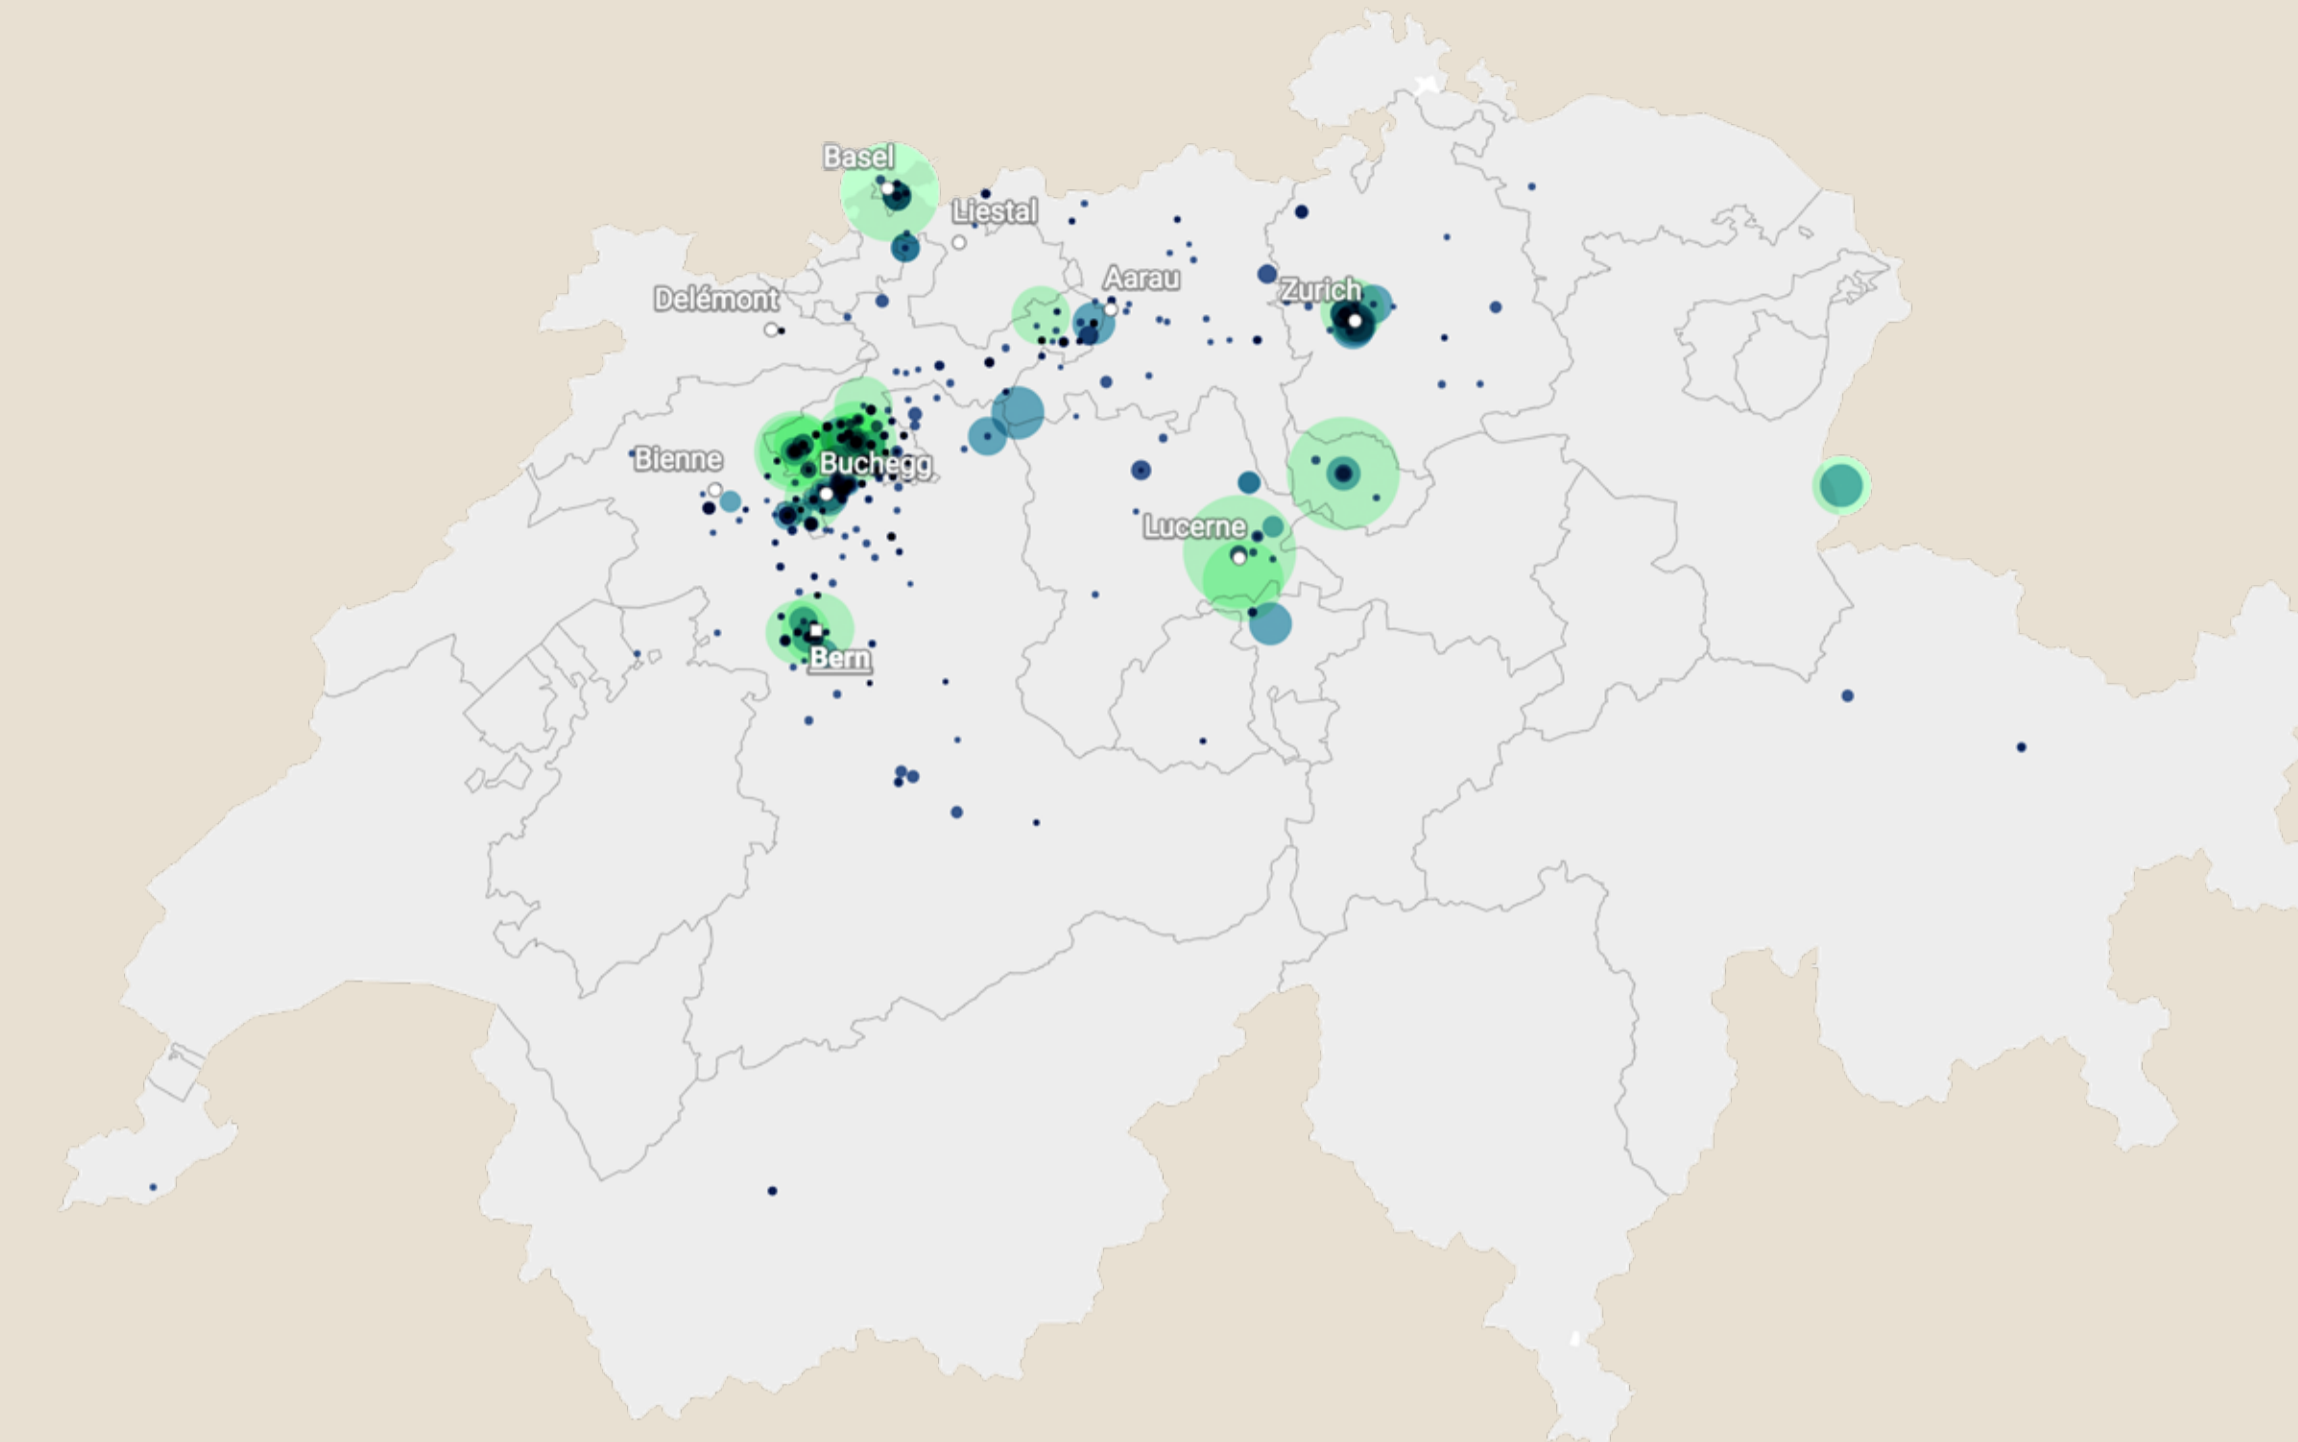 Basel
Liestal
Aarau
Zurich
Delémont
Bienne
Buchegg
Lucerne
Bern